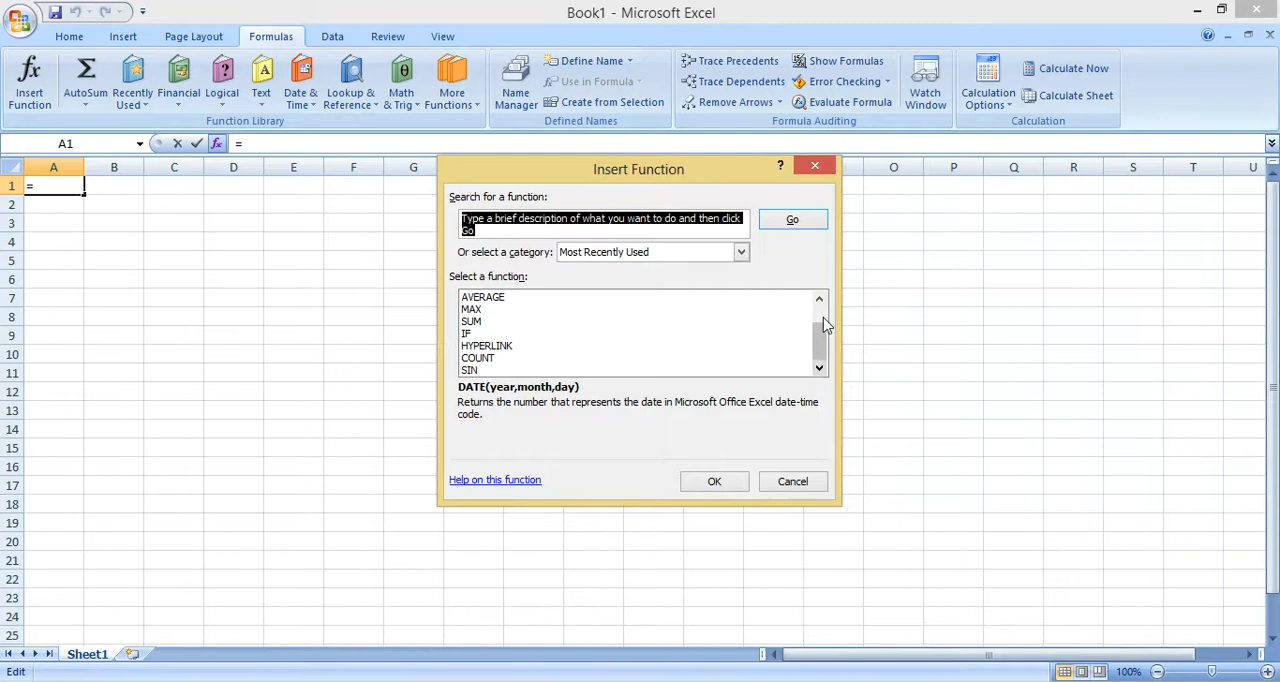 Book1 - Microsoft Excel
Home Insert Page Layout Formulas Data Review View
fx Insert Function
Σ AutoSum
Recently Used
Financial
Logical
Text
Date & Time
Lookup & Reference
Math & Trig
More Functions
Function Library
Name Manager
Define Name
Use in Formula
Create from Selection
Defined Names
Trace Precedents
Trace Dependents
Remove Arrows
Show Formulas
Error Checking
Evaluate Formula
Watch Window
Formula Auditing
Calculation Options
Calculate Now
Calculate Sheet
Calculation
A1 fx =
A B C D E F G O P Q R S T U
1 =
2
3
4
5
6
7
8
9
10
11
12
13
14
15
16
17
18
19
20
21
22
23
24
25
Insert Function
?
Search for a function:
Type a brief description of what you want to do and then click
Go
Go
Or select a category: Most Recently Used
Select a function:
AVERAGE
MAX
SUM
IF
HYPERLINK
COUNT
SIN
DATE(year,month,day)
Returns the number that represents the date in Microsoft Office Excel date-time
code.
Help on this function
OK Cancel
Sheet1
Edit 100%